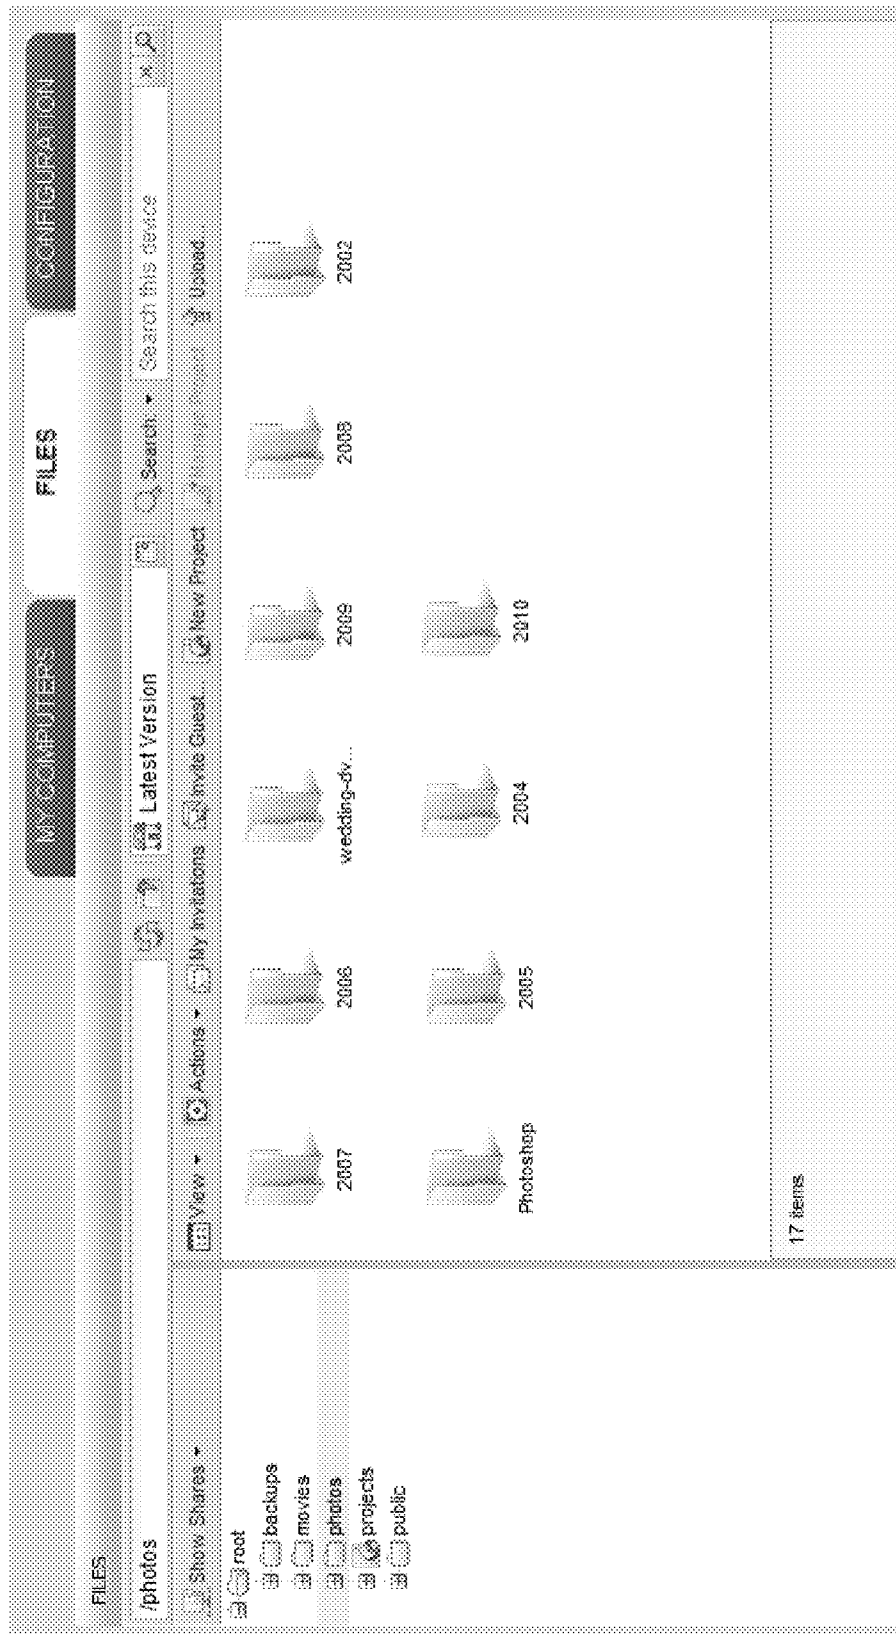 MY COMPUTERS FILES CONFIGURATION
FILES
/photos Latest Version Search Search this device
Show Shares View Actions My Invitations Invite Guest... New Project Manage Project Upload...
root
backups
movies
photos
projects
public
2007 2006 wedding-dv... 2009 2008 2002
Photoshop 2005 2004 2010
17 items